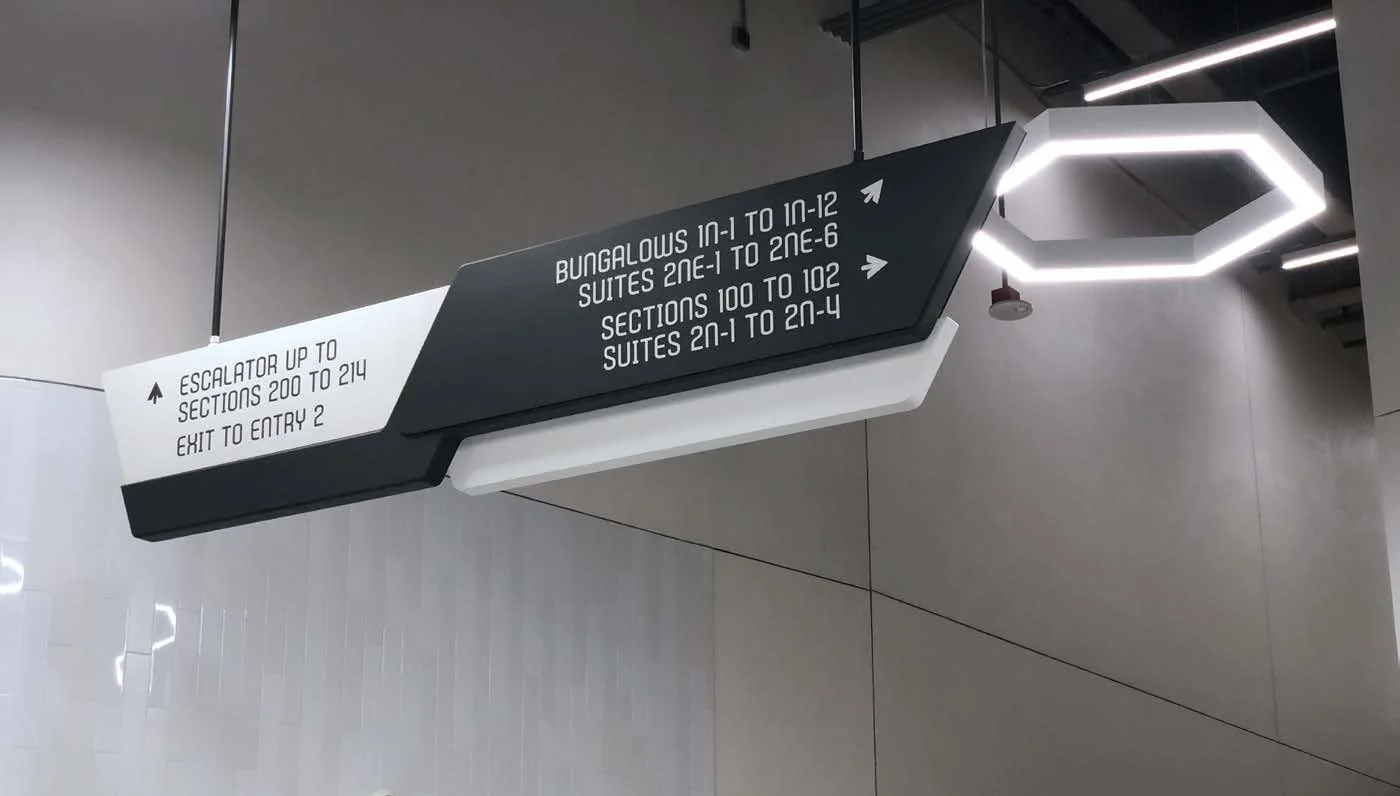 ESCALATOR UP TO
SECTIONS 200 TO 214
EXIT TO ENTRY 2
BUNGALOWS 1N-1 TO 1N-12
SUITES 2NE-1 TO 2NE-6
SECTIONS 100 TO 102
SUITES 2N-1 TO 2N-4